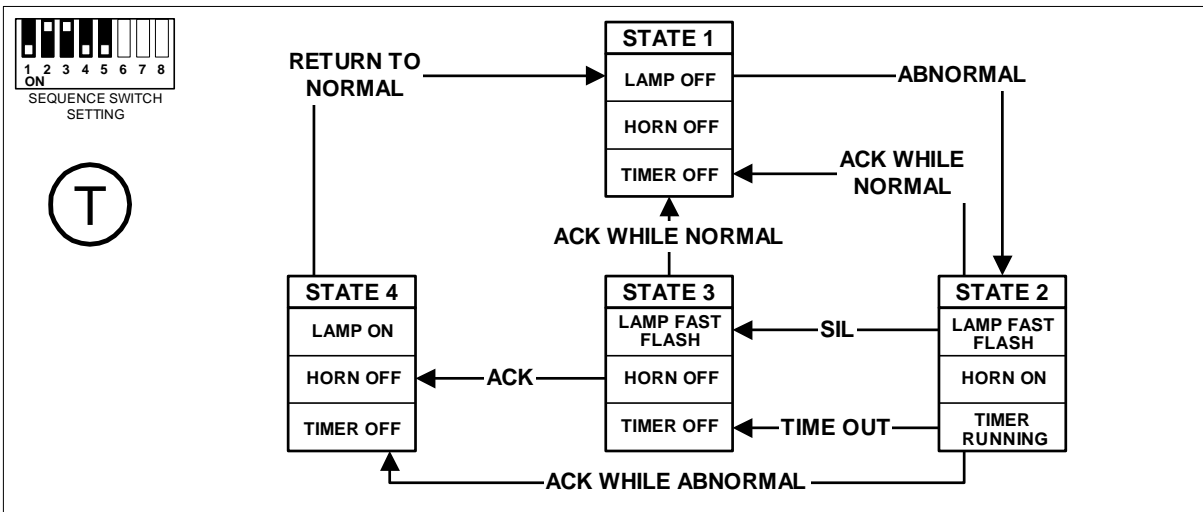 1 2 3 4 5 6 7 8
ON
SEQUENCE SWITCH
SETTING
T
RETURN TO
NORMAL
STATE 1
LAMP OFF
HORN OFF
TIMER OFF
ABNORMAL
ACK WHILE
NORMAL
ACK WHILE NORMAL
STATE 4
LAMP ON
HORN OFF
TIMER OFF
ACK
STATE 3
LAMP FAST
FLASH
HORN OFF
TIMER OFF
SIL
TIME OUT
STATE 2
LAMP FAST
FLASH
HORN ON
TIMER
RUNNING
ACK WHILE ABNORMAL